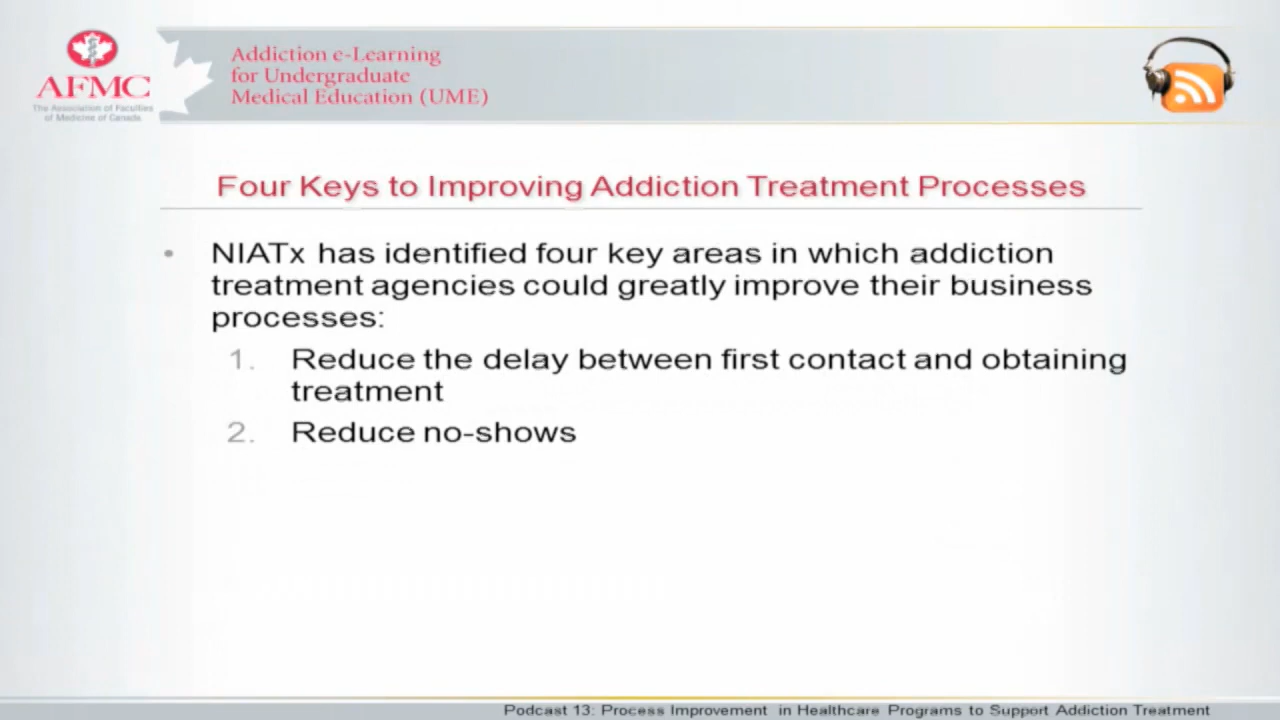 AFMC
The Association of Faculties
of Medicine of Canada
Addiction e-Learning
for Undergraduate
Medical Education (UME)
Four Keys to Improving Addiction Treatment Processes
• NIATx has identified four key areas in which addiction
treatment agencies could greatly improve their business
processes:
1. Reduce the delay between first contact and obtaining
treatment
2. Reduce no-shows
Podcast 13: Process Improvement in Healthcare Programs to Support Addiction Treatment